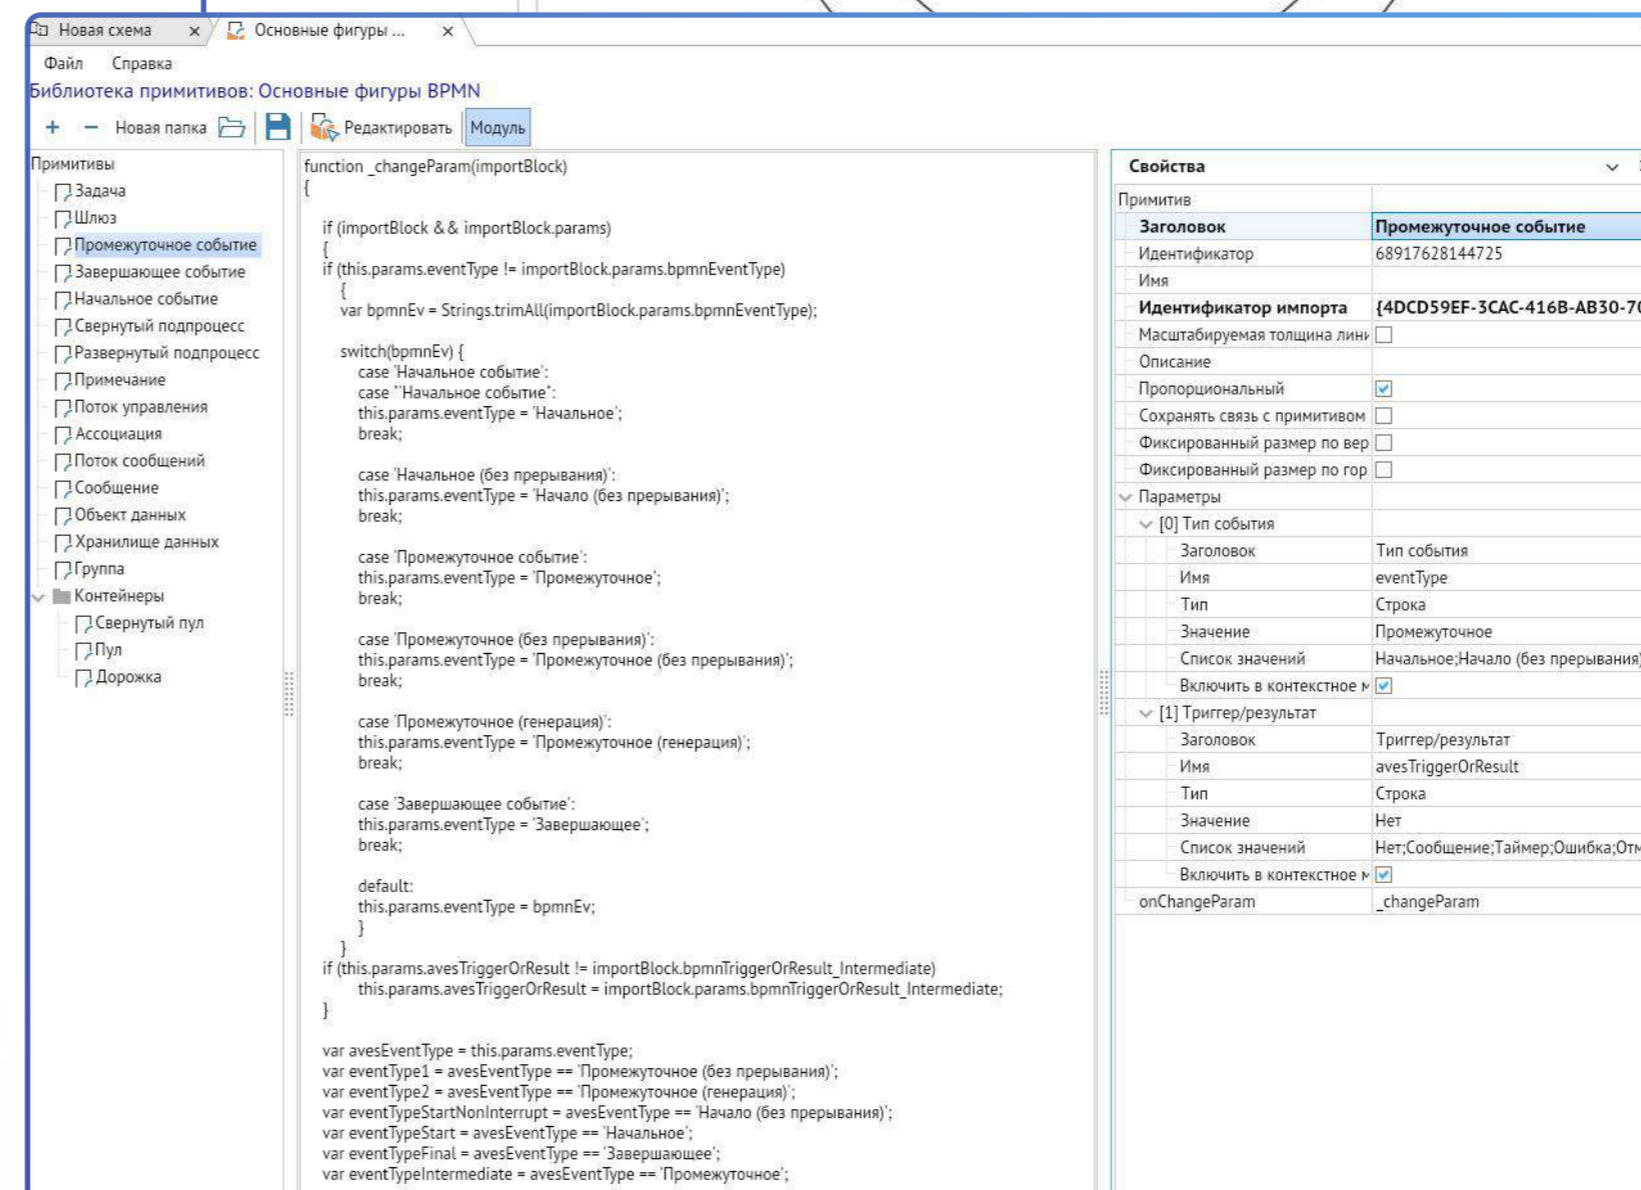 Новая схема x Основные фигуры ... x
Файл Справка
Библиотека примитивов: Основные фигуры BPMN
+ − Новая папка Редактировать Модуль
Примитивы
Задача
Шлюз
Промежуточное событие
Завершающее событие
Начальное событие
Свернутый подпроцесс
Развернутый подпроцесс
Примечание
Поток управления
Ассоциация
Поток сообщений
Сообщение
Объект данных
Хранилище данных
Группа
Контейнеры
Свернутый пул
Пул
Дорожка
function _changeParam(importBlock)
{
if (importBlock && importBlock.params)
{
if (this.params.eventType != importBlock.params.bpmnEventType)
{
var bpmnEv = Strings.trimAll(importBlock.params.bpmnEventType);
switch(bpmnEv) {
case 'Начальное событие':
case "'Начальное событие":
this.params.eventType = 'Начальное';
break;
case 'Начальное (без прерывания)':
this.params.eventType = 'Начало (без прерывания)';
break;
case 'Промежуточное событие':
this.params.eventType = 'Промежуточное';
break;
case 'Промежуточное (без прерывания)':
this.params.eventType = 'Промежуточное (без прерывания)';
break;
case 'Промежуточное (генерация)':
this.params.eventType = 'Промежуточное (генерация)';
break;
case 'Завершающее событие':
this.params.eventType = 'Завершающее';
break;
default:
this.params.eventType = bpmnEv;
}
}
if (this.params.avesTriggerOrResult != importBlock.bpmnTriggerOrResult_Intermediate)
this.params.avesTriggerOrResult = importBlock.params.bpmnTriggerOrResult_Intermediate;
}
var avesEventType = this.params.eventType;
var eventType1 = avesEventType == 'Промежуточное (без прерывания)';
var eventType2 = avesEventType == 'Промежуточное (генерация)';
var eventTypeStartNonInterrupt = avesEventType == 'Начало (без прерывания)';
var eventTypeStart = avesEventType == 'Начальное';
var eventTypeFinal = avesEventType == 'Завершающее';
var eventTypeIntermediate = avesEventType == 'Промежуточное';
Свойства
Примитив
Заголовок Промежуточное событие
Идентификатор 68917628144725
Имя
Идентификатор импорта {4DCD59EF-3CAC-416B-AB30-70
Масштабируемая толщина лини
Описание
Пропорциональный
Сохранять связь с примитивом
Фиксированный размер по вер
Фиксированный размер по гор
Параметры
[0] Тип события
Заголовок Тип события
Имя eventType
Тип Строка
Значение Промежуточное
Список значений Начальное;Начало (без прерывания)
Включить в контекстное м
[1] Триггер/результат
Заголовок Триггер/результат
Имя avesTriggerOrResult
Тип Строка
Значение Нет
Список значений Нет;Сообщение;Таймер;Ошибка;Отм
Включить в контекстное м
onChangeParam _changeParam